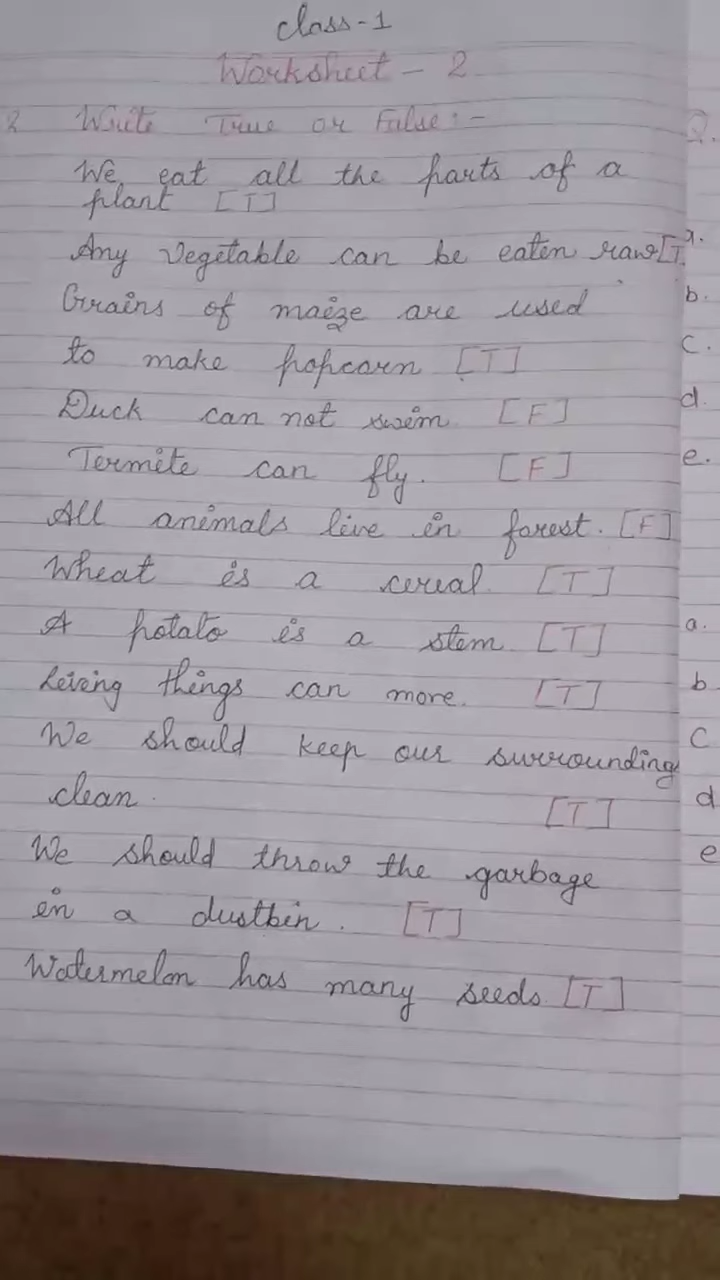 class-1
Worksheet - 2
2 Write True or False:-
We eat all the parts of a
plant [T]
Any vegetable can be eaten raw [T]
Grains of maize are used
to make popcorn [T]
Duck can not swim. [F]
Termite can fly. [F]
All animals live in forest. [F]
Wheat is a cereal. [T]
A potato is a stem. [T]
Living things can more. [T]
We should keep our surrounding
clean. [T]
We should throw the garbage
in a dustbin. [T]
Watermelon has many seeds. [T]
Q.
a.
b.
c.
d.
e.
a.
b
c
d
e